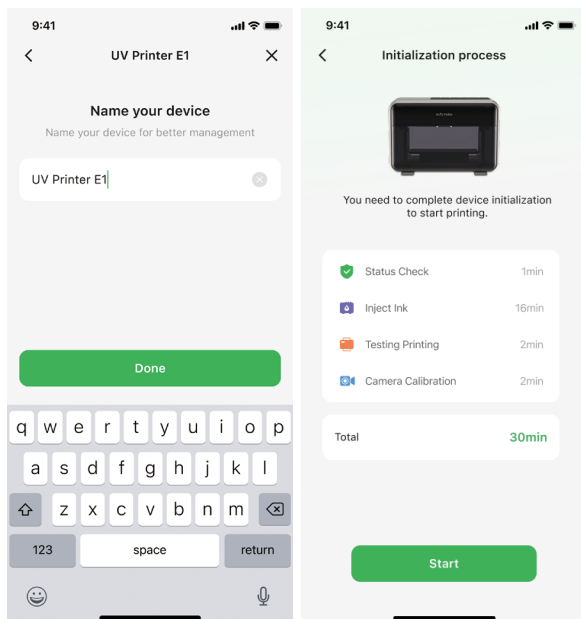 9:41
UV Printer E1
Name your device
Name your device for better management
UV Printer E1
Done
q w e r t y u i o p
a s d f g h j k l
z x c v b n m
123 space return
9:41
Initialization process
You need to complete device initialization
to start printing.
Status Check 1min
Inject Ink 16min
Testing Printing 2min
Camera Calibration 2min
Total 30min
Start